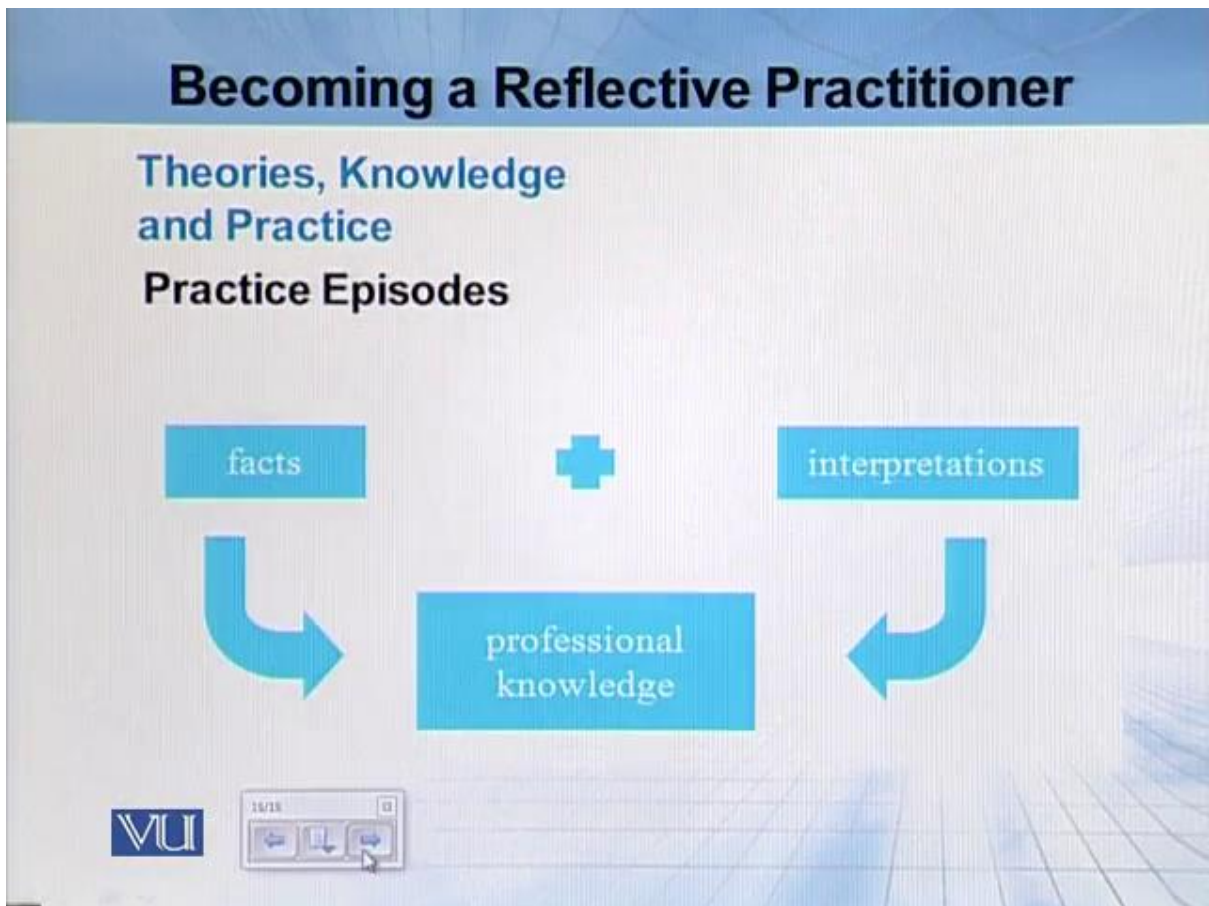 Becoming a Reflective Practitioner
Theories, Knowledge
and Practice
Practice Episodes
facts
interpretations
professional
knowledge
VU